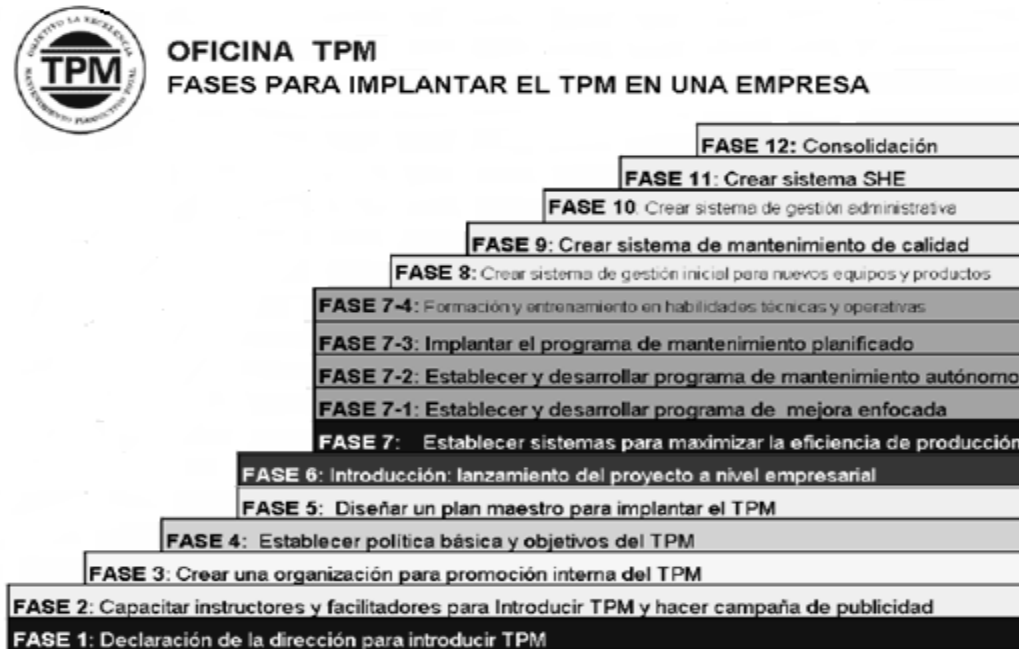 OBJETIVO LA EXCELENCIA
TPM
MANTENIMIENTO PRODUCTIVO TOTAL
OFICINA TPM
FASES PARA IMPLANTAR EL TPM EN UNA EMPRESA
FASE 12: Consolidación
FASE 11: Crear sistema SHE
FASE 10. Crear sistema de gestión administrativa
FASE 9: Crear sistema de mantenimiento de calidad
FASE 8: Crear sistema de gestión inicial para nuevos equipos y productos
FASE 7-4: Formación y entrenamiento en habilidades técnicas y operativas
FASE 7-3: Implantar el programa de mantenimiento planificado
FASE 7-2: Establecer y desarrollar programa de mantenimiento autónomo
FASE 7-1: Establecer y desarrollar programa de mejora enfocada
FASE 7: Establecer sistemas para maximizar la eficiencia de producción
FASE 6: Introducción: lanzamiento del proyecto a nivel empresarial
FASE 5: Diseñar un plan maestro para implantar el TPM
FASE 4: Establecer política básica y objetivos del TPM
FASE 3: Crear una organización para promoción interna del TPM
FASE 2: Capacitar instructores y facilitadores para Introducir TPM y hacer campaña de publicidad
FASE 1: Declaración de la dirección para introducir TPM